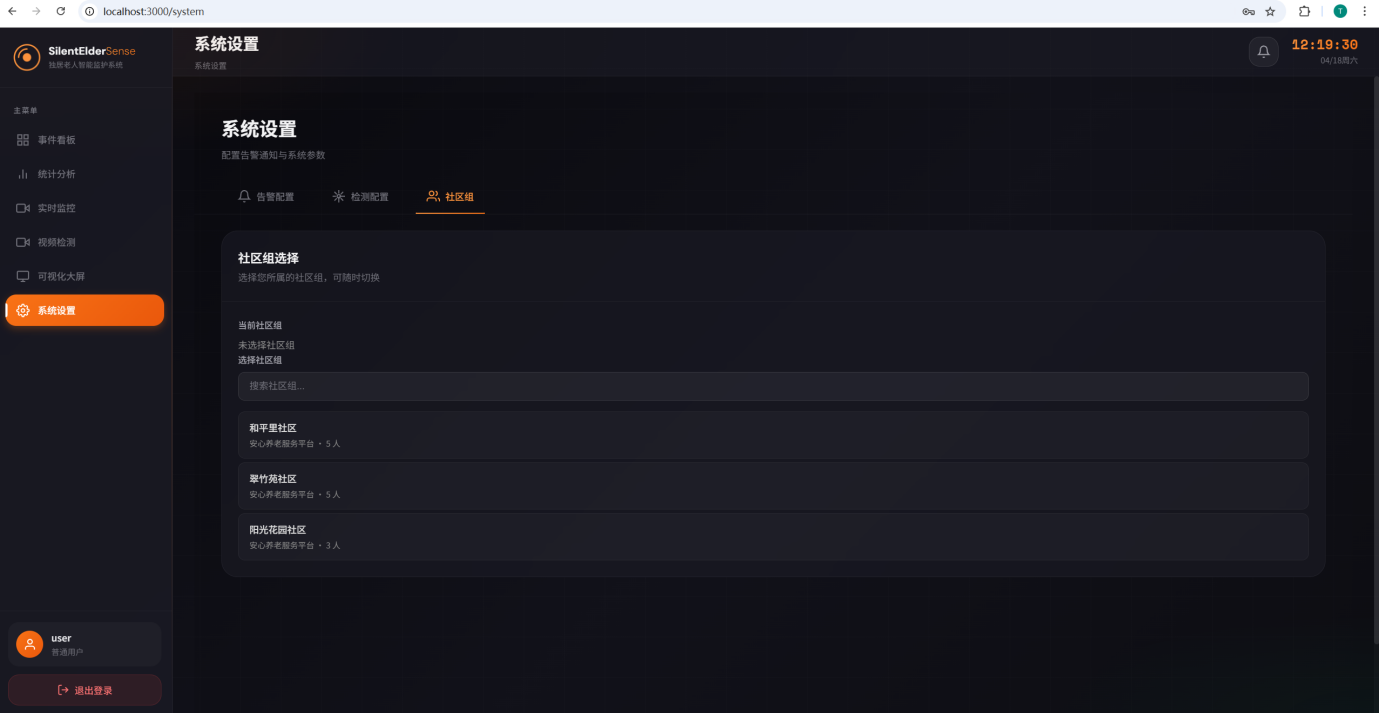 localhost:3000/system
T
SilentElderSense
独居老人智能监护系统
系统设置
系统设置
12:19:30
04/18周六
主菜单
事件看板
统计分析
实时监控
视频检测
可视化大屏
系统设置
系统设置
配置告警通知与系统参数
告警配置
检测配置
社区组
社区组选择
选择您所属的社区组，可随时切换
当前社区组
未选择社区组
选择社区组
搜索社区组...
和平里社区
安心养老服务平台 · 5 人
翠竹苑社区
安心养老服务平台 · 5 人
阳光花园社区
安心养老服务平台 · 3 人
user
普通用户
退出登录